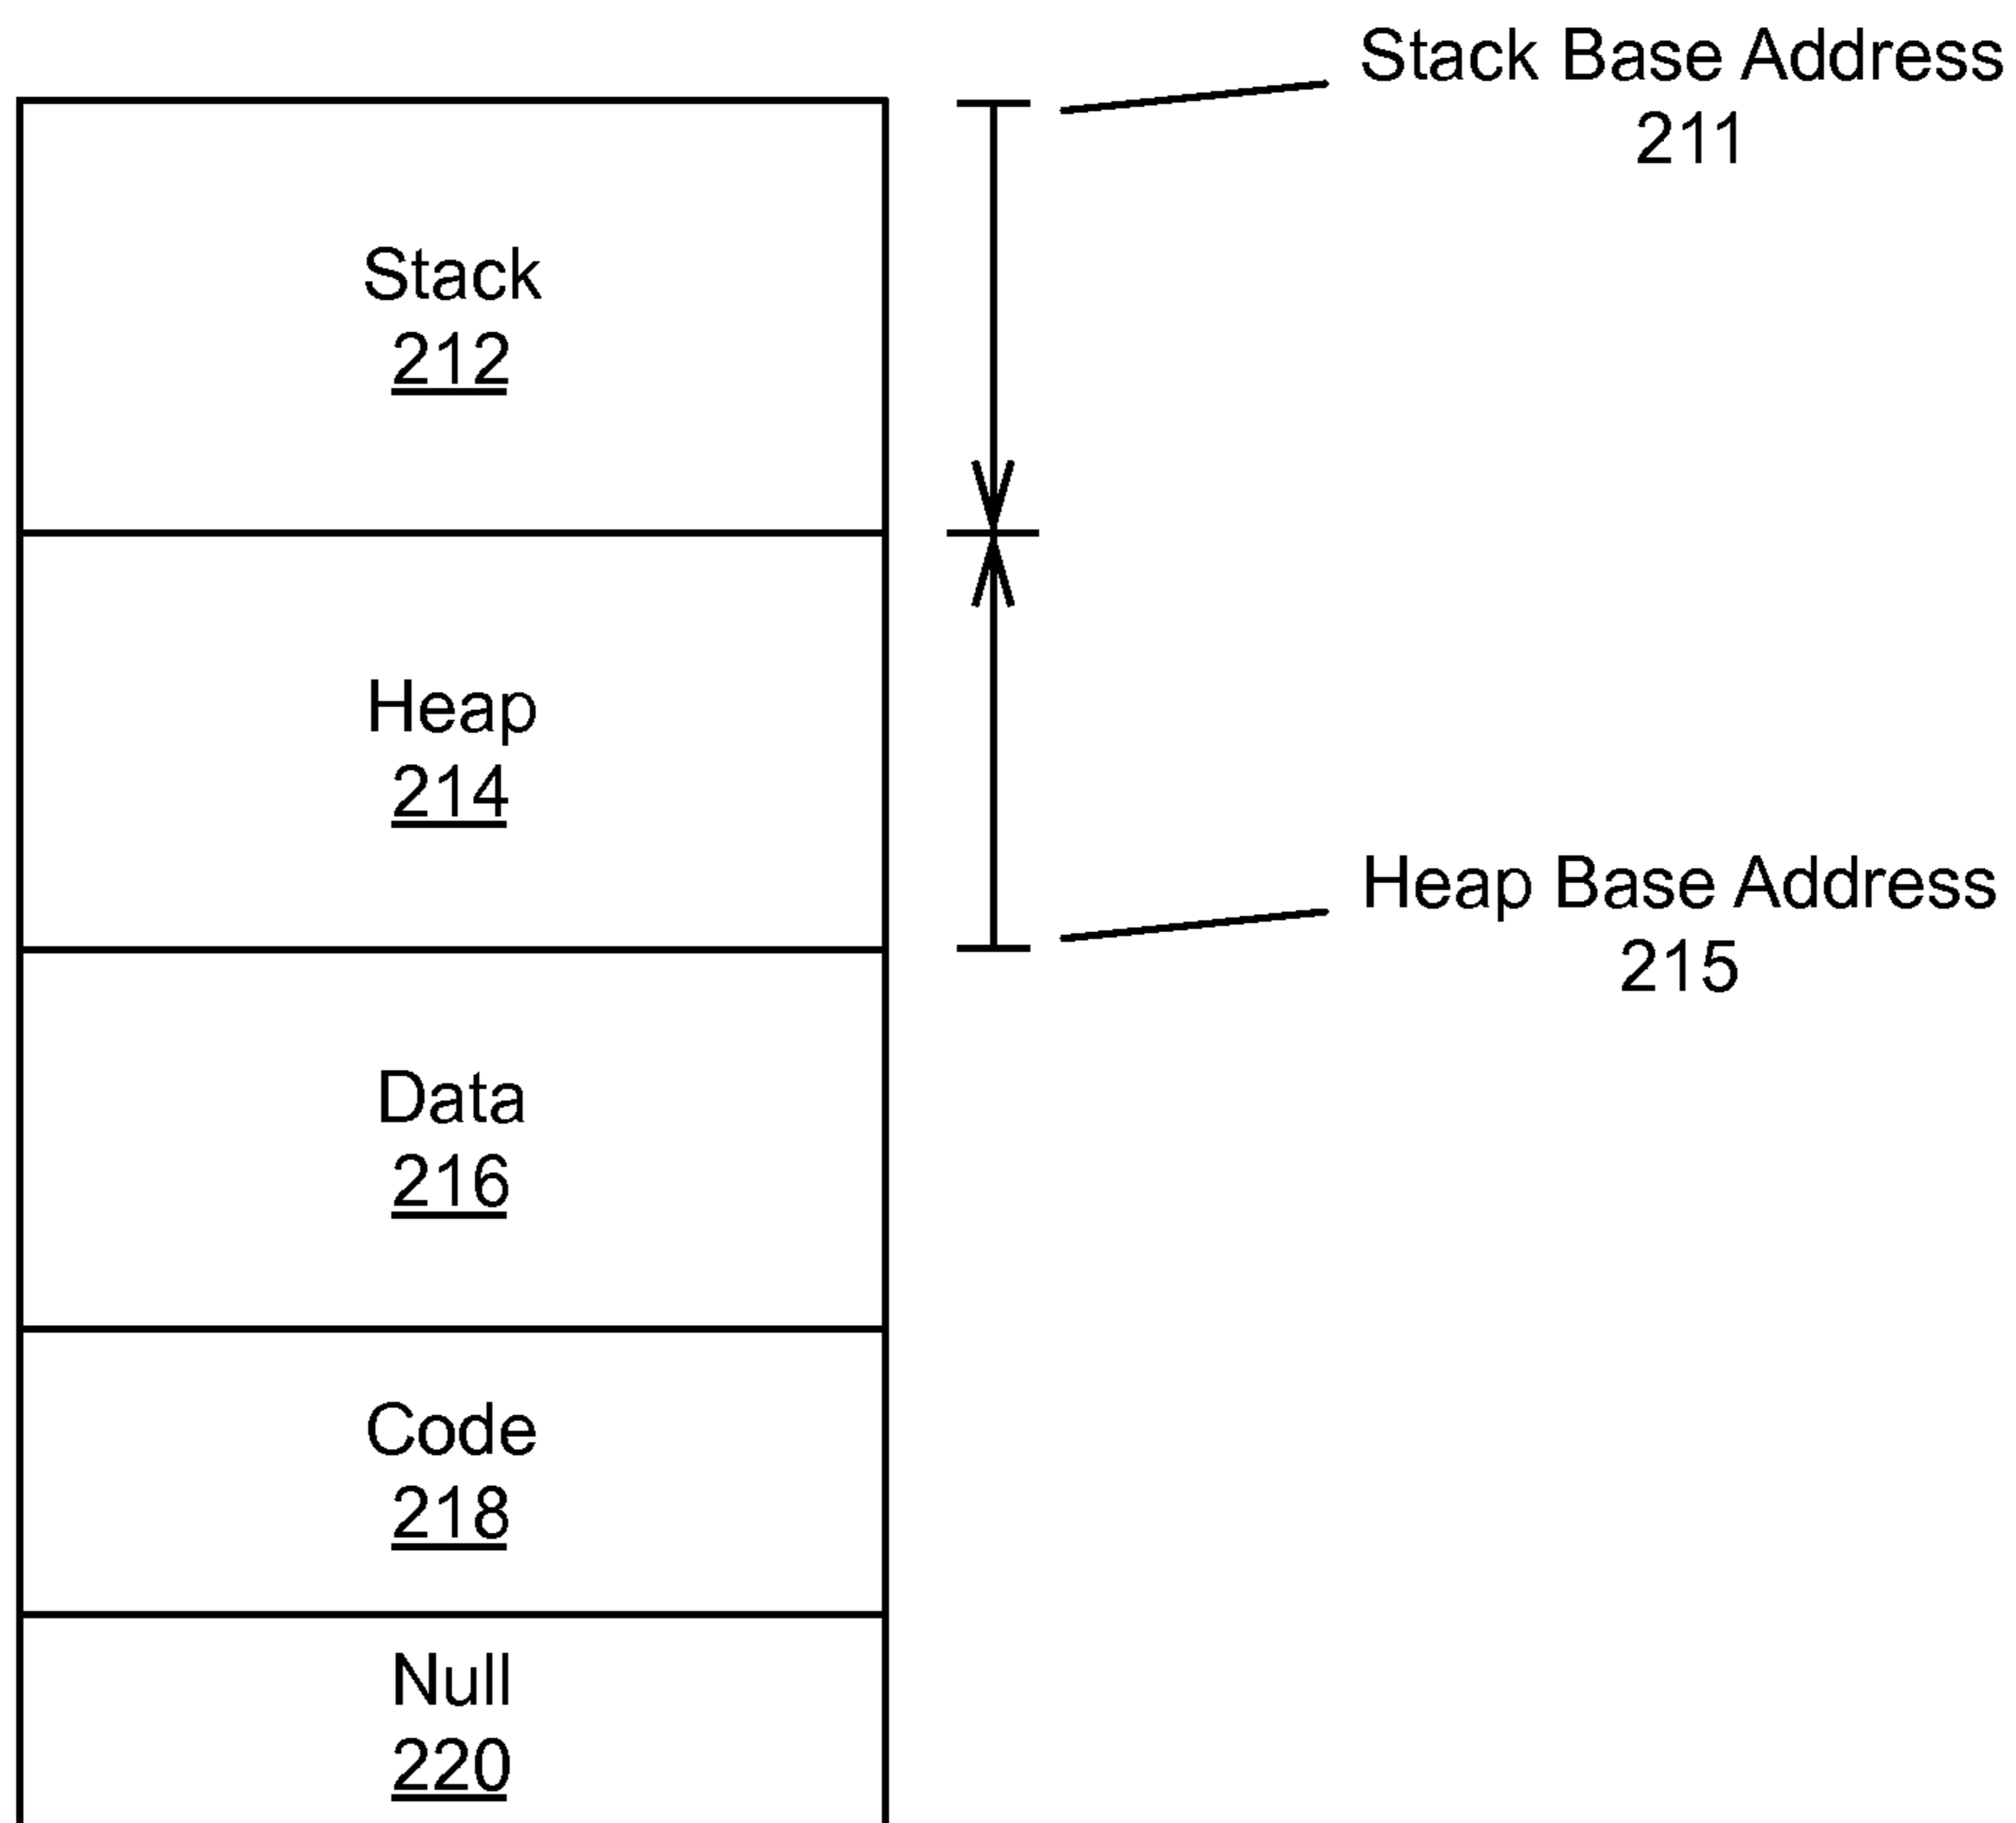 Stack Base Address
211
Stack
212
Heap
214
Heap Base Address
215
Data
216
Code
218
Null
220